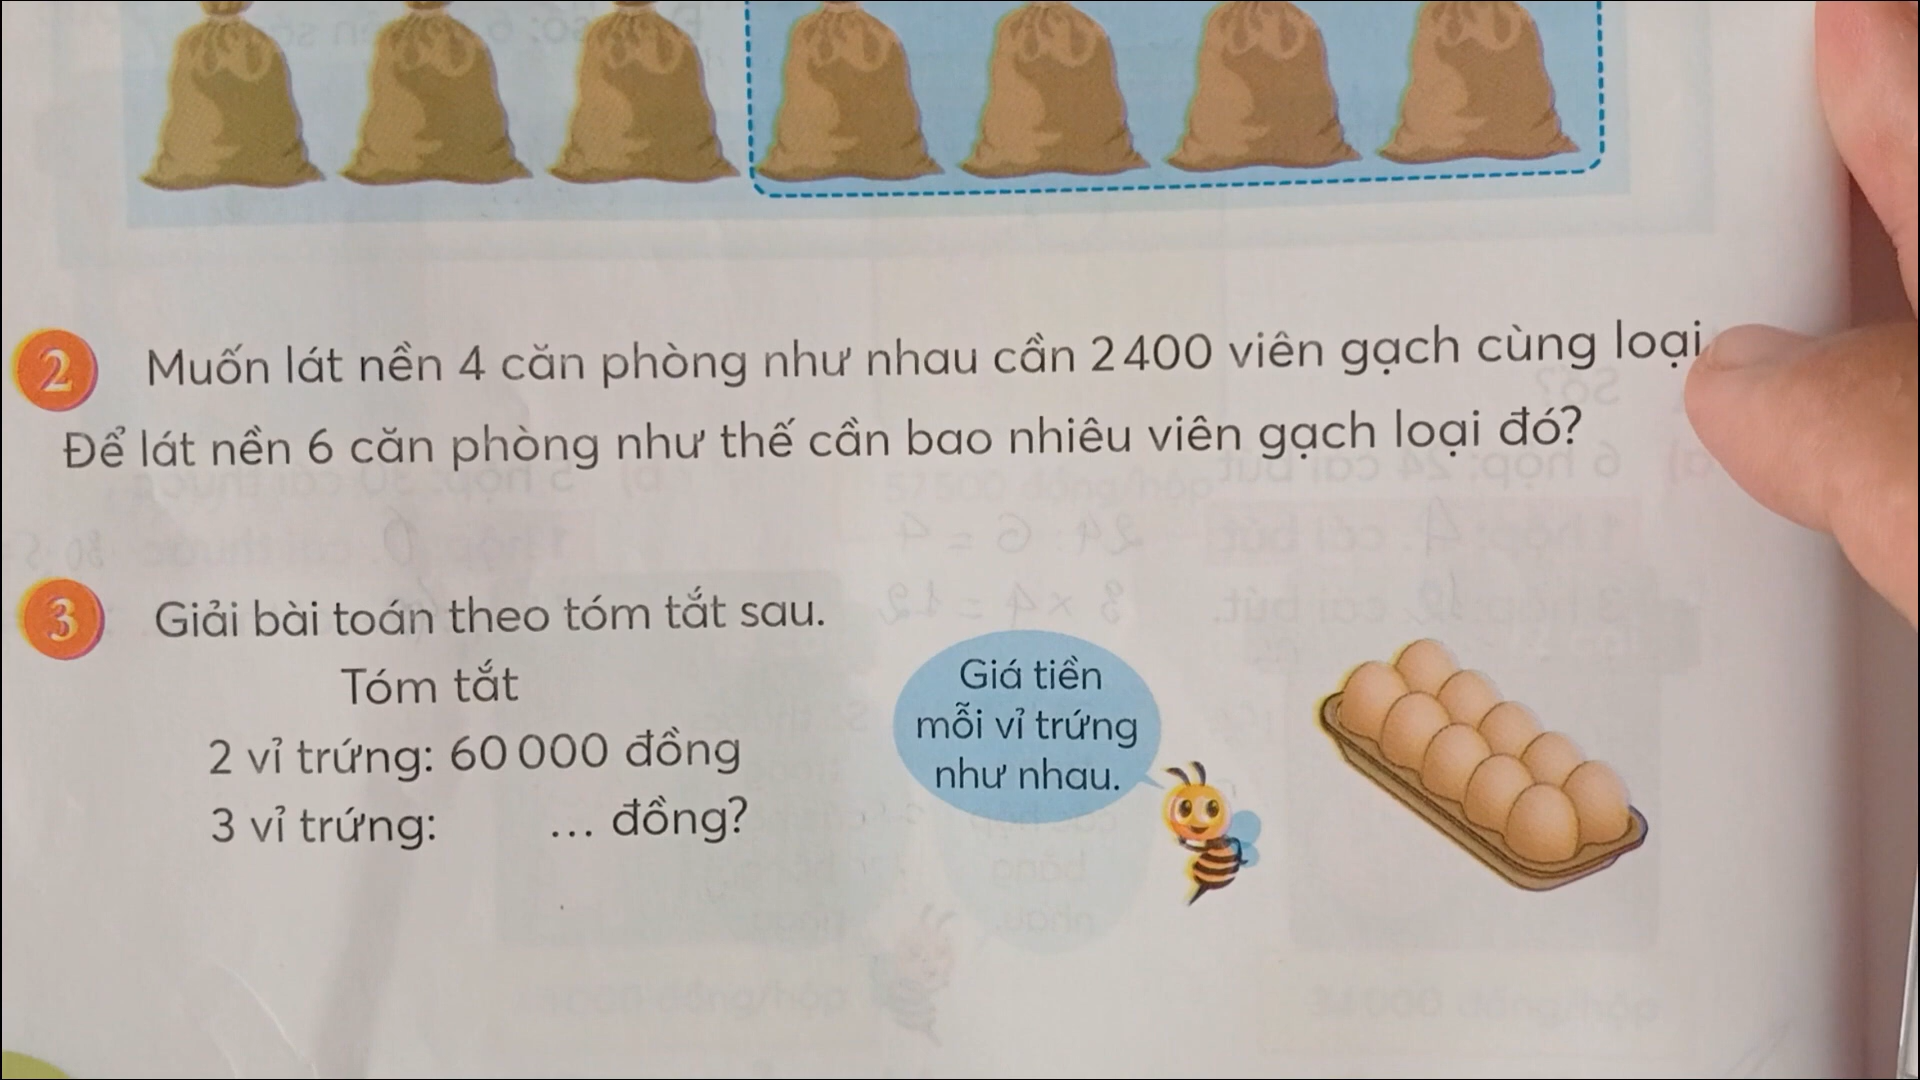 2 Muốn lát nền 4 căn phòng như nhau cần 2 400 viên gạch cùng loại
Để lát nền 6 căn phòng như thế cần bao nhiêu viên gạch loại đó?
3 Giải bài toán theo tóm tắt sau.
Tóm tắt
2 vỉ trứng: 60 000 đồng
3 vỉ trứng: ... đồng?
Giá tiền
mỗi vỉ trứng
như nhau.